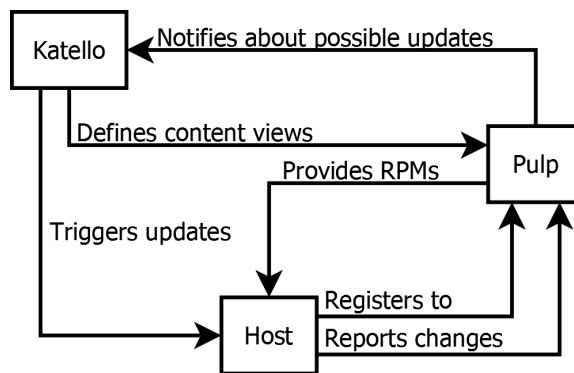 Katello
Notifies about possible updates
Defines content views
Pulp
Provides RPMs
Triggers updates
Registers to
Host
Reports changes